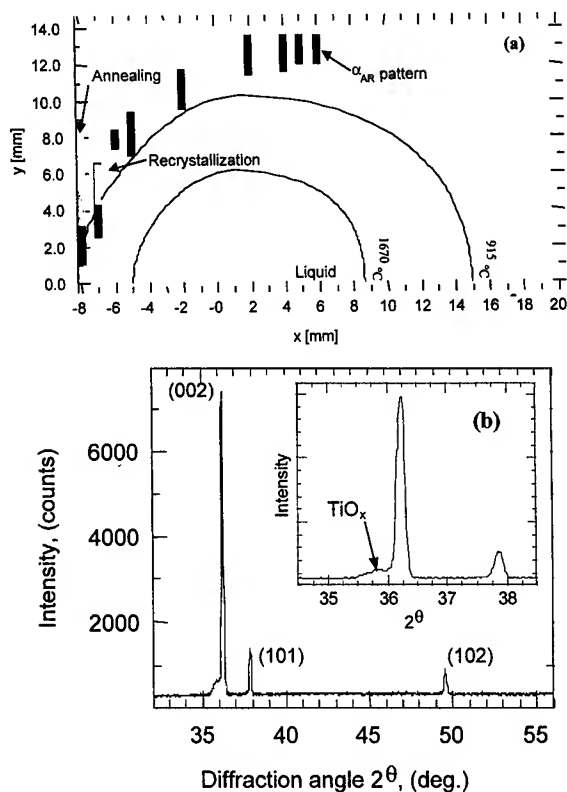 14.0
12.0
10.0
8.0
6.0
4.0
2.0
0.0
y [mm]
(a)
Annealing
α_AR pattern
Recrystallization
Liquid
1670 °C
915 °C
-8 -6 -4 -2 0 2 4 6 8 10 12 14 16 18 20
x [mm]
(002)
(101)
(102)
6000
4000
2000
Intensity, (counts)
35 40 45 50 55
Diffraction angle 2θ, (deg.)
(b)
Intensity
TiOₓ
35 36 37 38
2θ